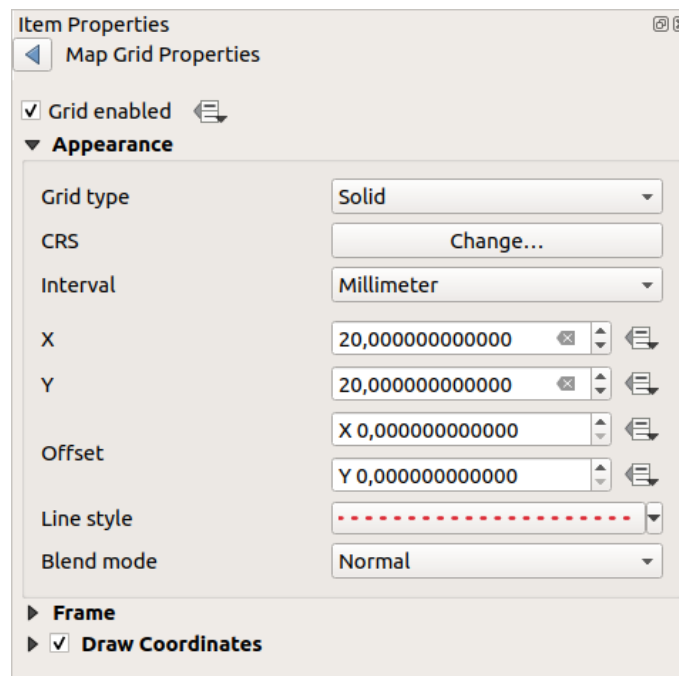 Item Properties
Map Grid Properties
Grid enabled
Appearance
Grid type Solid
CRS Change...
Interval Millimeter
X 20,000000000000
Y 20,000000000000
Offset X 0,000000000000
Y 0,000000000000
Line style
Blend mode Normal
Frame
Draw Coordinates